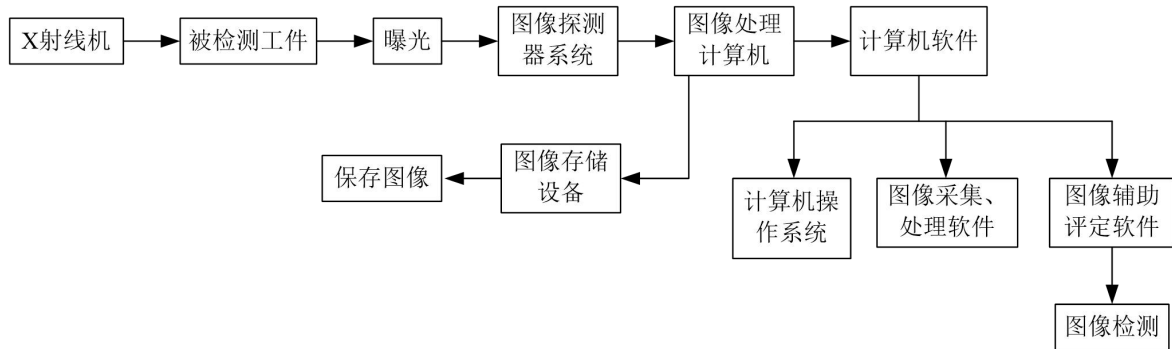 X射线机
被检测工件
曝光
图像探测
器系统
图像处理
计算机
计算机软件
保存图像
图像存储
设备
计算机操
作系统
图像采集、
处理软件
图像辅助
评定软件
图像检测